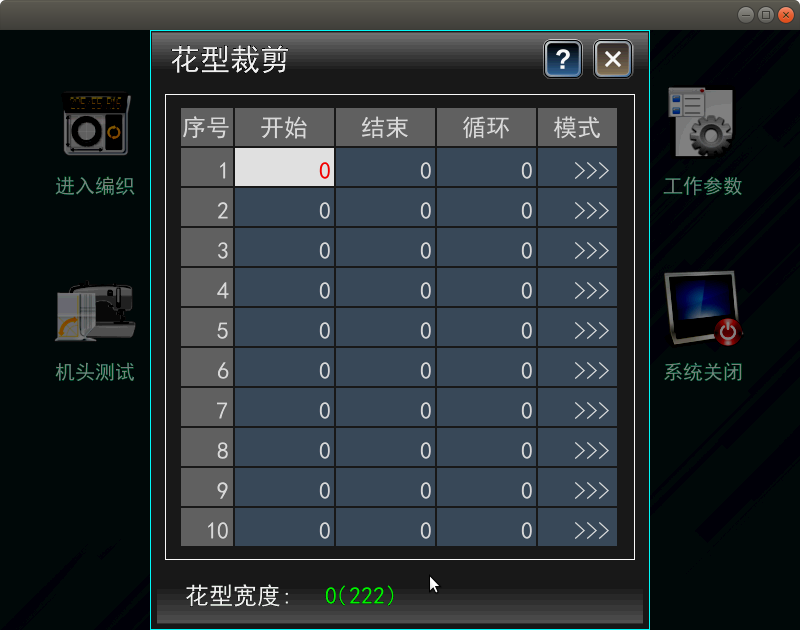 花型裁剪 ? ×
序号 开始 结束 循环 模式
1 0 0 0 >>>
2 0 0 0 >>>
3 0 0 0 >>>
4 0 0 0 >>>
5 0 0 0 >>>
6 0 0 0 >>>
7 0 0 0 >>>
8 0 0 0 >>>
9 0 0 0 >>>
10 0 0 0 >>>
花型宽度: 0(222)
进入编织
机头测试
工作参数
系统关闭